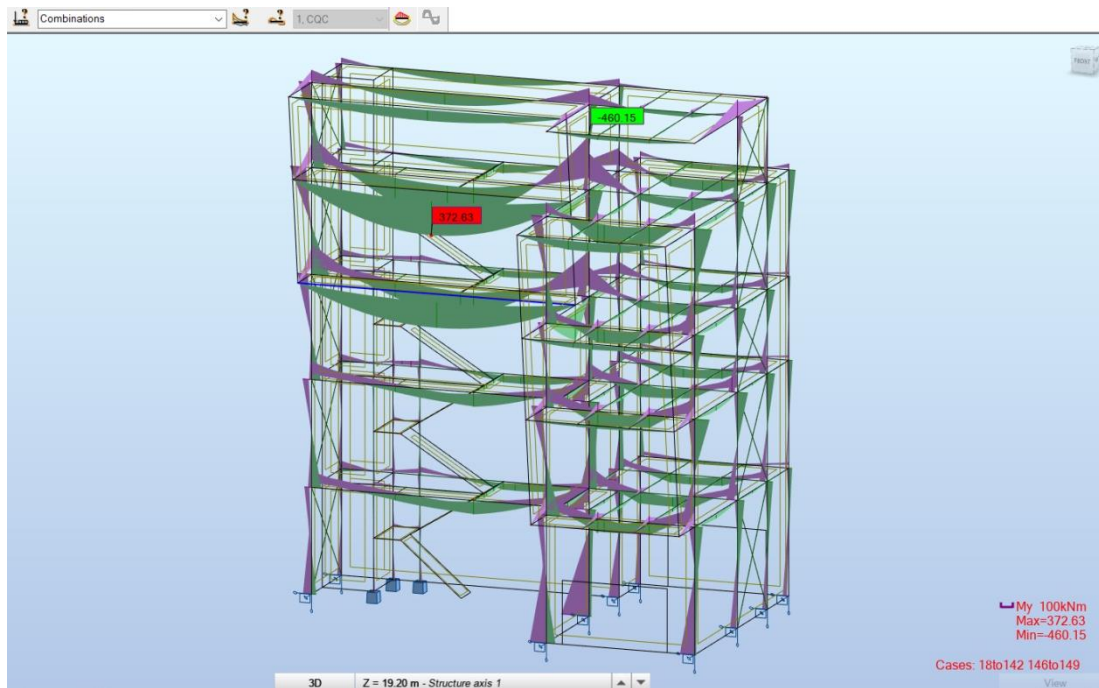 Combinations
1. CQC
FRONT
-460.15
372.63
My 100kNm
Max=372.63
Min=-460.15
Cases: 18to142 146to149
3D
Z = 19.20 m - Structure axis 1
View